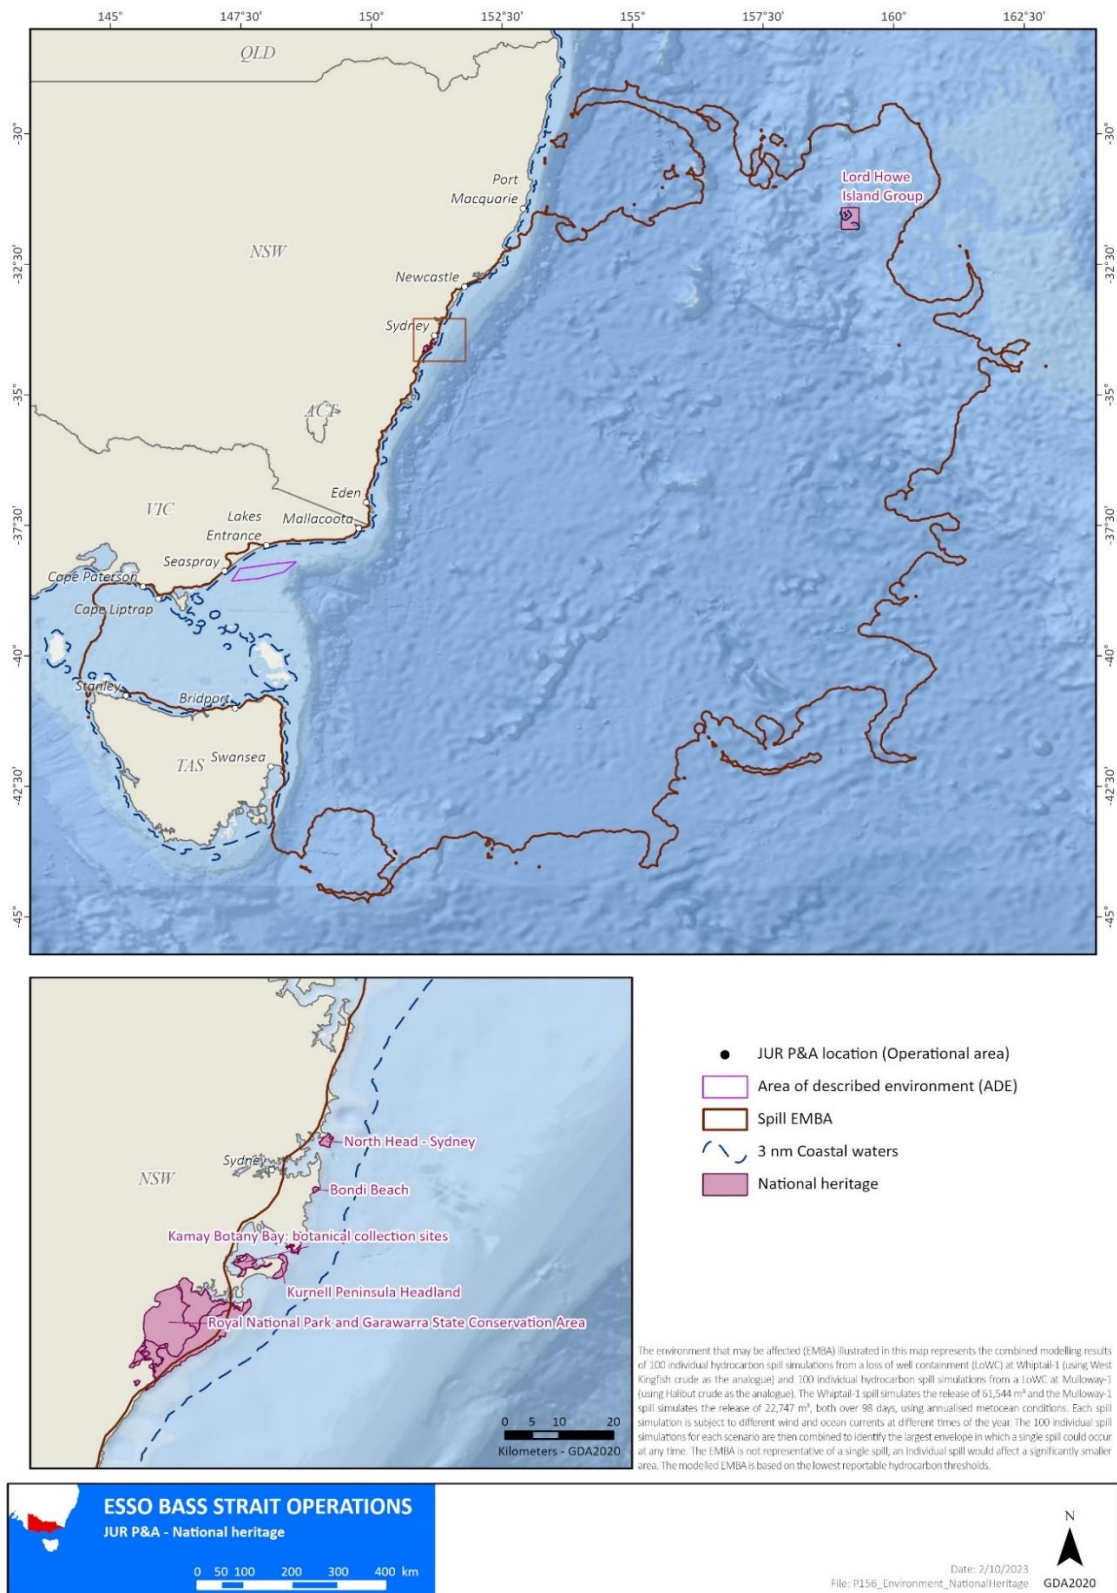 145° 147°30' 150° 152°30' 155° 157°30' 160° 162°30'
QLD
-30° -30°
Port
Macquarie
Lord Howe
Island Group
NSW
-32°30' -32°30'
Newcastle
Sydney
-35° -35°
ACT
Eden
-37°30' -37°30'
VIC
Lakes
Entrance
Mallacoota
Seaspray
Cape Paterson
Cape Liptrap
-40° -40°
Stanley
Bridport
TAS
Swansea
-42°30' -42°30'
-45° -45°
JUR P&A location (Operational area)
Area of described environment (ADE)
Spill EMBA
3 nm Coastal waters
National heritage
North Head - Sydney
Sydney
NSW
Bondi Beach
Kamay Botany Bay: botanical collection sites
Kurnell Peninsula Headland
Royal National Park and Garawarra State Conservation Area
0 5 10 20
Kilometers - GDA2020
The environment that may be affected (EMBA) illustrated in this map represents the combined modelling results
of 100 individual hydrocarbon spill simulations from a loss of well containment (LoWC) at Whiptail-1 (using West
Kingfish crude as the analogue) and 100 individual hydrocarbon spill simulations from a LoWC at Mulloway-1
(using Halibut crude as the analogue). The Whiptail-1 spill simulates the release of 61,544 m³ and the Mulloway-1
spill simulates the release of 22,747 m³, both over 98 days, using annualised metocean conditions. Each spill
simulation is subject to different wind and ocean currents at different times of the year. The 100 individual spill
simulations for each scenario are then combined to identify the largest envelope in which a single spill could occur
at any time. The EMBA is not representative of a single spill; an individual spill would affect a significantly smaller
area. The modelled EMBA is based on the lowest reportable hydrocarbon thresholds.
ESSO BASS STRAIT OPERATIONS
JUR P&A - National heritage
0 50 100 200 300 400 km
N
Date: 2/10/2023
File: P156_Environment_NationalHeritage
GDA2020